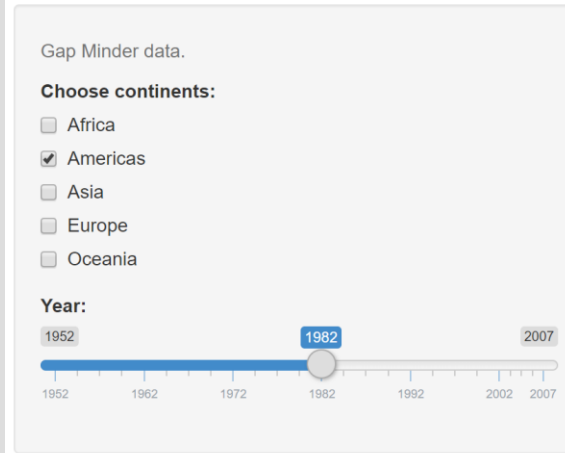 Gap Minder data.
Choose continents:
Africa
Americas
Asia
Europe
Oceania
Year:
1952 1982 2007
1952 1962 1972 1982 1992 2002 2007